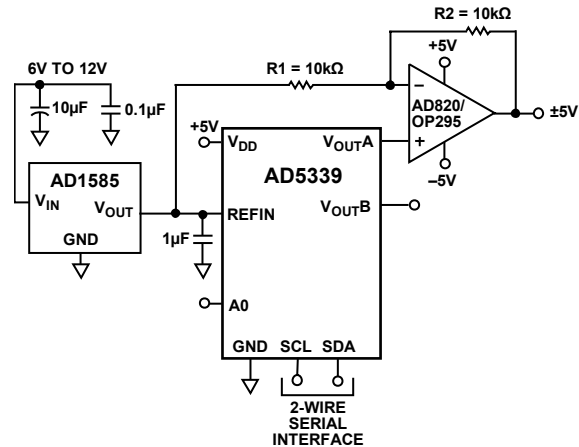 R2 = 10kΩ
6V TO 12V
+5V
R1 = 10kΩ
10µF
0.1µF
–
AD820/
OP295
±5V
+
–5V
+5V
VDD
VOUTA
AD5339
AD1585
VIN
VOUT
GND
REFIN
VOUTB
1µF
A0
GND
SCL
SDA
2-WIRE
SERIAL
INTERFACE